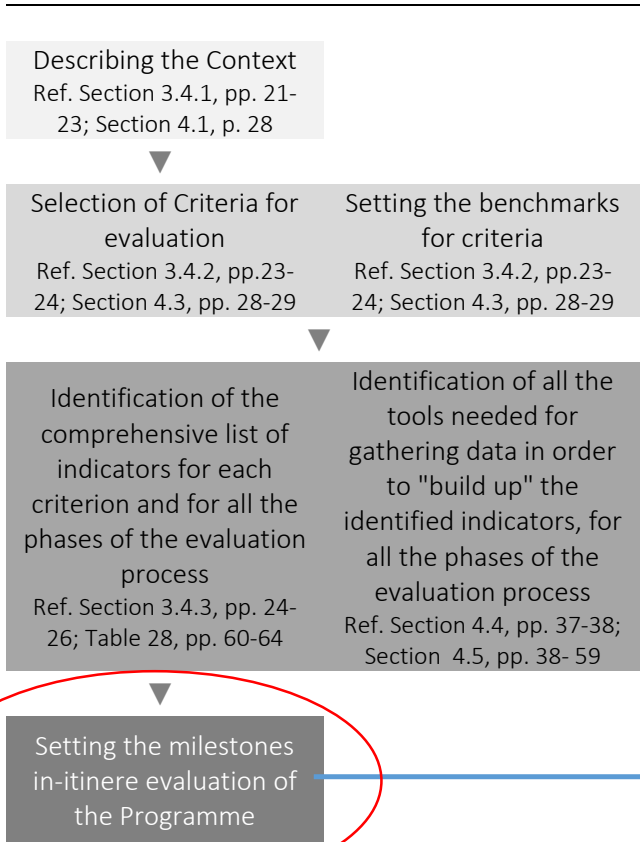 Describing the Context
Ref. Section 3.4.1, pp. 21-
23; Section 4.1, p. 28
Selection of Criteria for
evaluation
Ref. Section 3.4.2, pp.23-
24; Section 4.3, pp. 28-29
Setting the benchmarks
for criteria
Ref. Section 3.4.2, pp.23-
24; Section 4.3, pp. 28-29
Identification of the
comprehensive list of
indicators for each
criterion and for all the
phases of the evaluation
process
Ref. Section 3.4.3, pp. 24-
26; Table 28, pp. 60-64
Identification of all the
tools needed for
gathering data in order
to "build up" the
identified indicators, for
all the phases of the
evaluation process
Ref. Section 4.4, pp. 37-38;
Section 4.5, pp. 38- 59
Setting the milestones
in-itinere evaluation of
the Programme